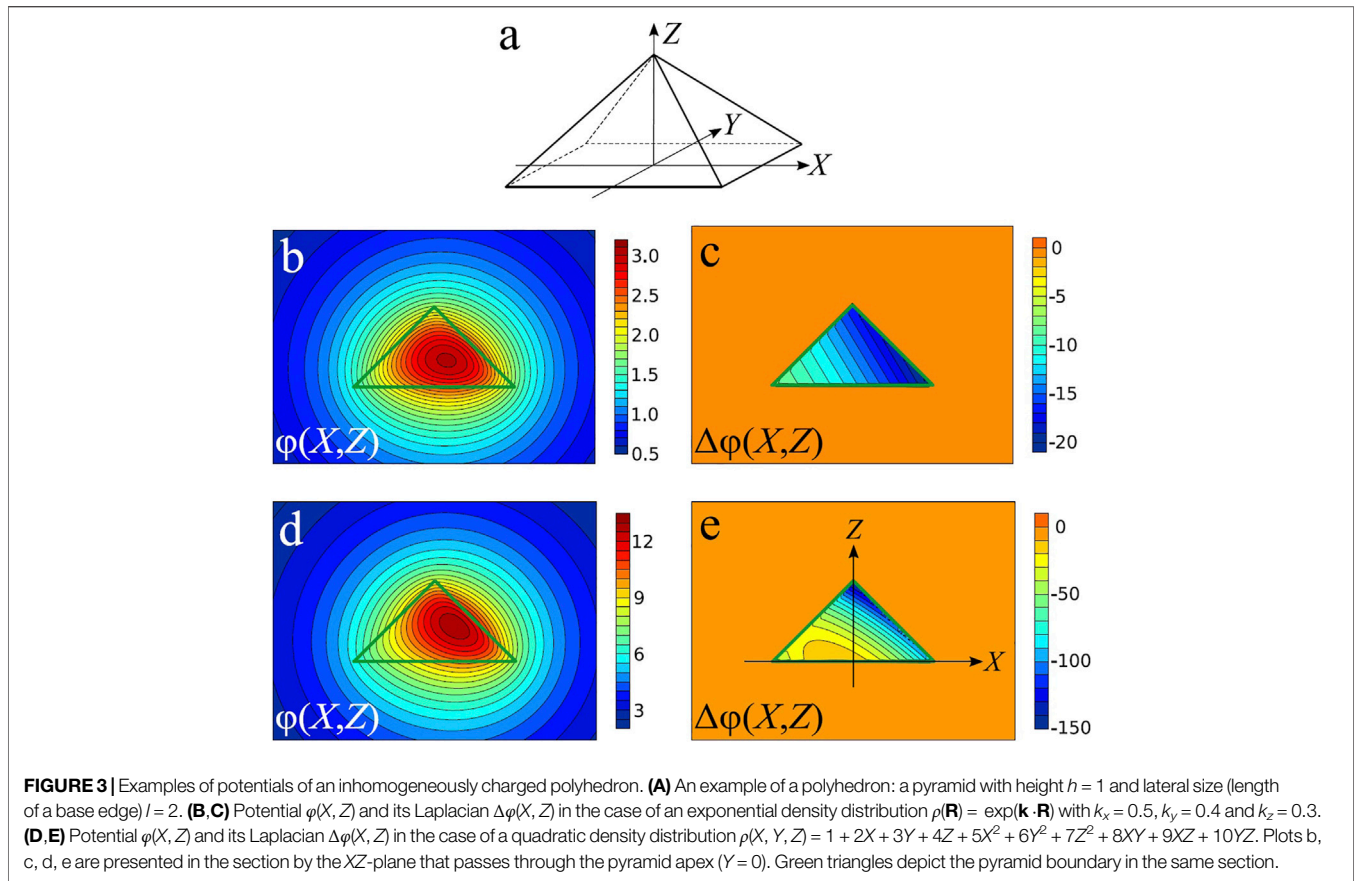 a
Z
Y
X
b
3.0
2.5
2.0
1.5
1.0
0.5
φ(X,Z)
c
0
-5
-10
-15
-20
Δφ(X,Z)
d
12
9
6
3
φ(X,Z)
e
Z
X
0
-50
-100
-150
Δφ(X,Z)
FIGURE 3 | Examples of potentials of an inhomogeneously charged polyhedron. (A) An example of a polyhedron: a pyramid with height h = 1 and lateral size (length
of a base edge) l = 2. (B,C) Potential φ(X, Z) and its Laplacian Δφ(X, Z) in the case of an exponential density distribution ρ(R) = exp(k · R) with kₓ = 0.5, k_y = 0.4 and k_z = 0.3.
(D,E) Potential φ(X, Z) and its Laplacian Δφ(X, Z) in the case of a quadratic density distribution ρ(X, Y, Z) = 1 + 2X + 3Y + 4Z + 5X² + 6Y² + 7Z² + 8XY + 9XZ + 10YZ. Plots b,
c, d, e are presented in the section by the XZ-plane that passes through the pyramid apex (Y = 0). Green triangles depict the pyramid boundary in the same section.